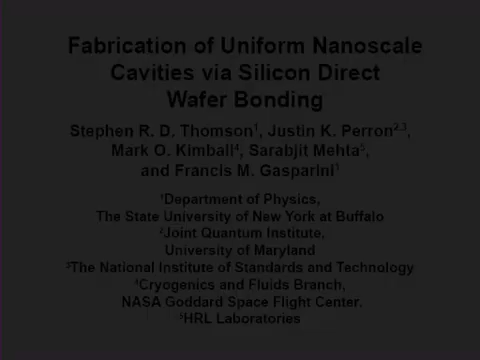 Fabrication of Uniform Nanoscale
Cavities via Silicon Direct
Wafer Bonding
Stephen R. D. Thomson¹, Justin K. Perron²,³,
Mark O. Kimball⁴, Sarabjit Mehta⁵,
and Francis M. Gasparini¹
¹Department of Physics,
The State University of New York at Buffalo
²Joint Quantum Institute,
University of Maryland
³The National Institute of Standards and Technology
⁴Cryogenics and Fluids Branch,
NASA Goddard Space Flight Center.
⁵HRL Laboratories